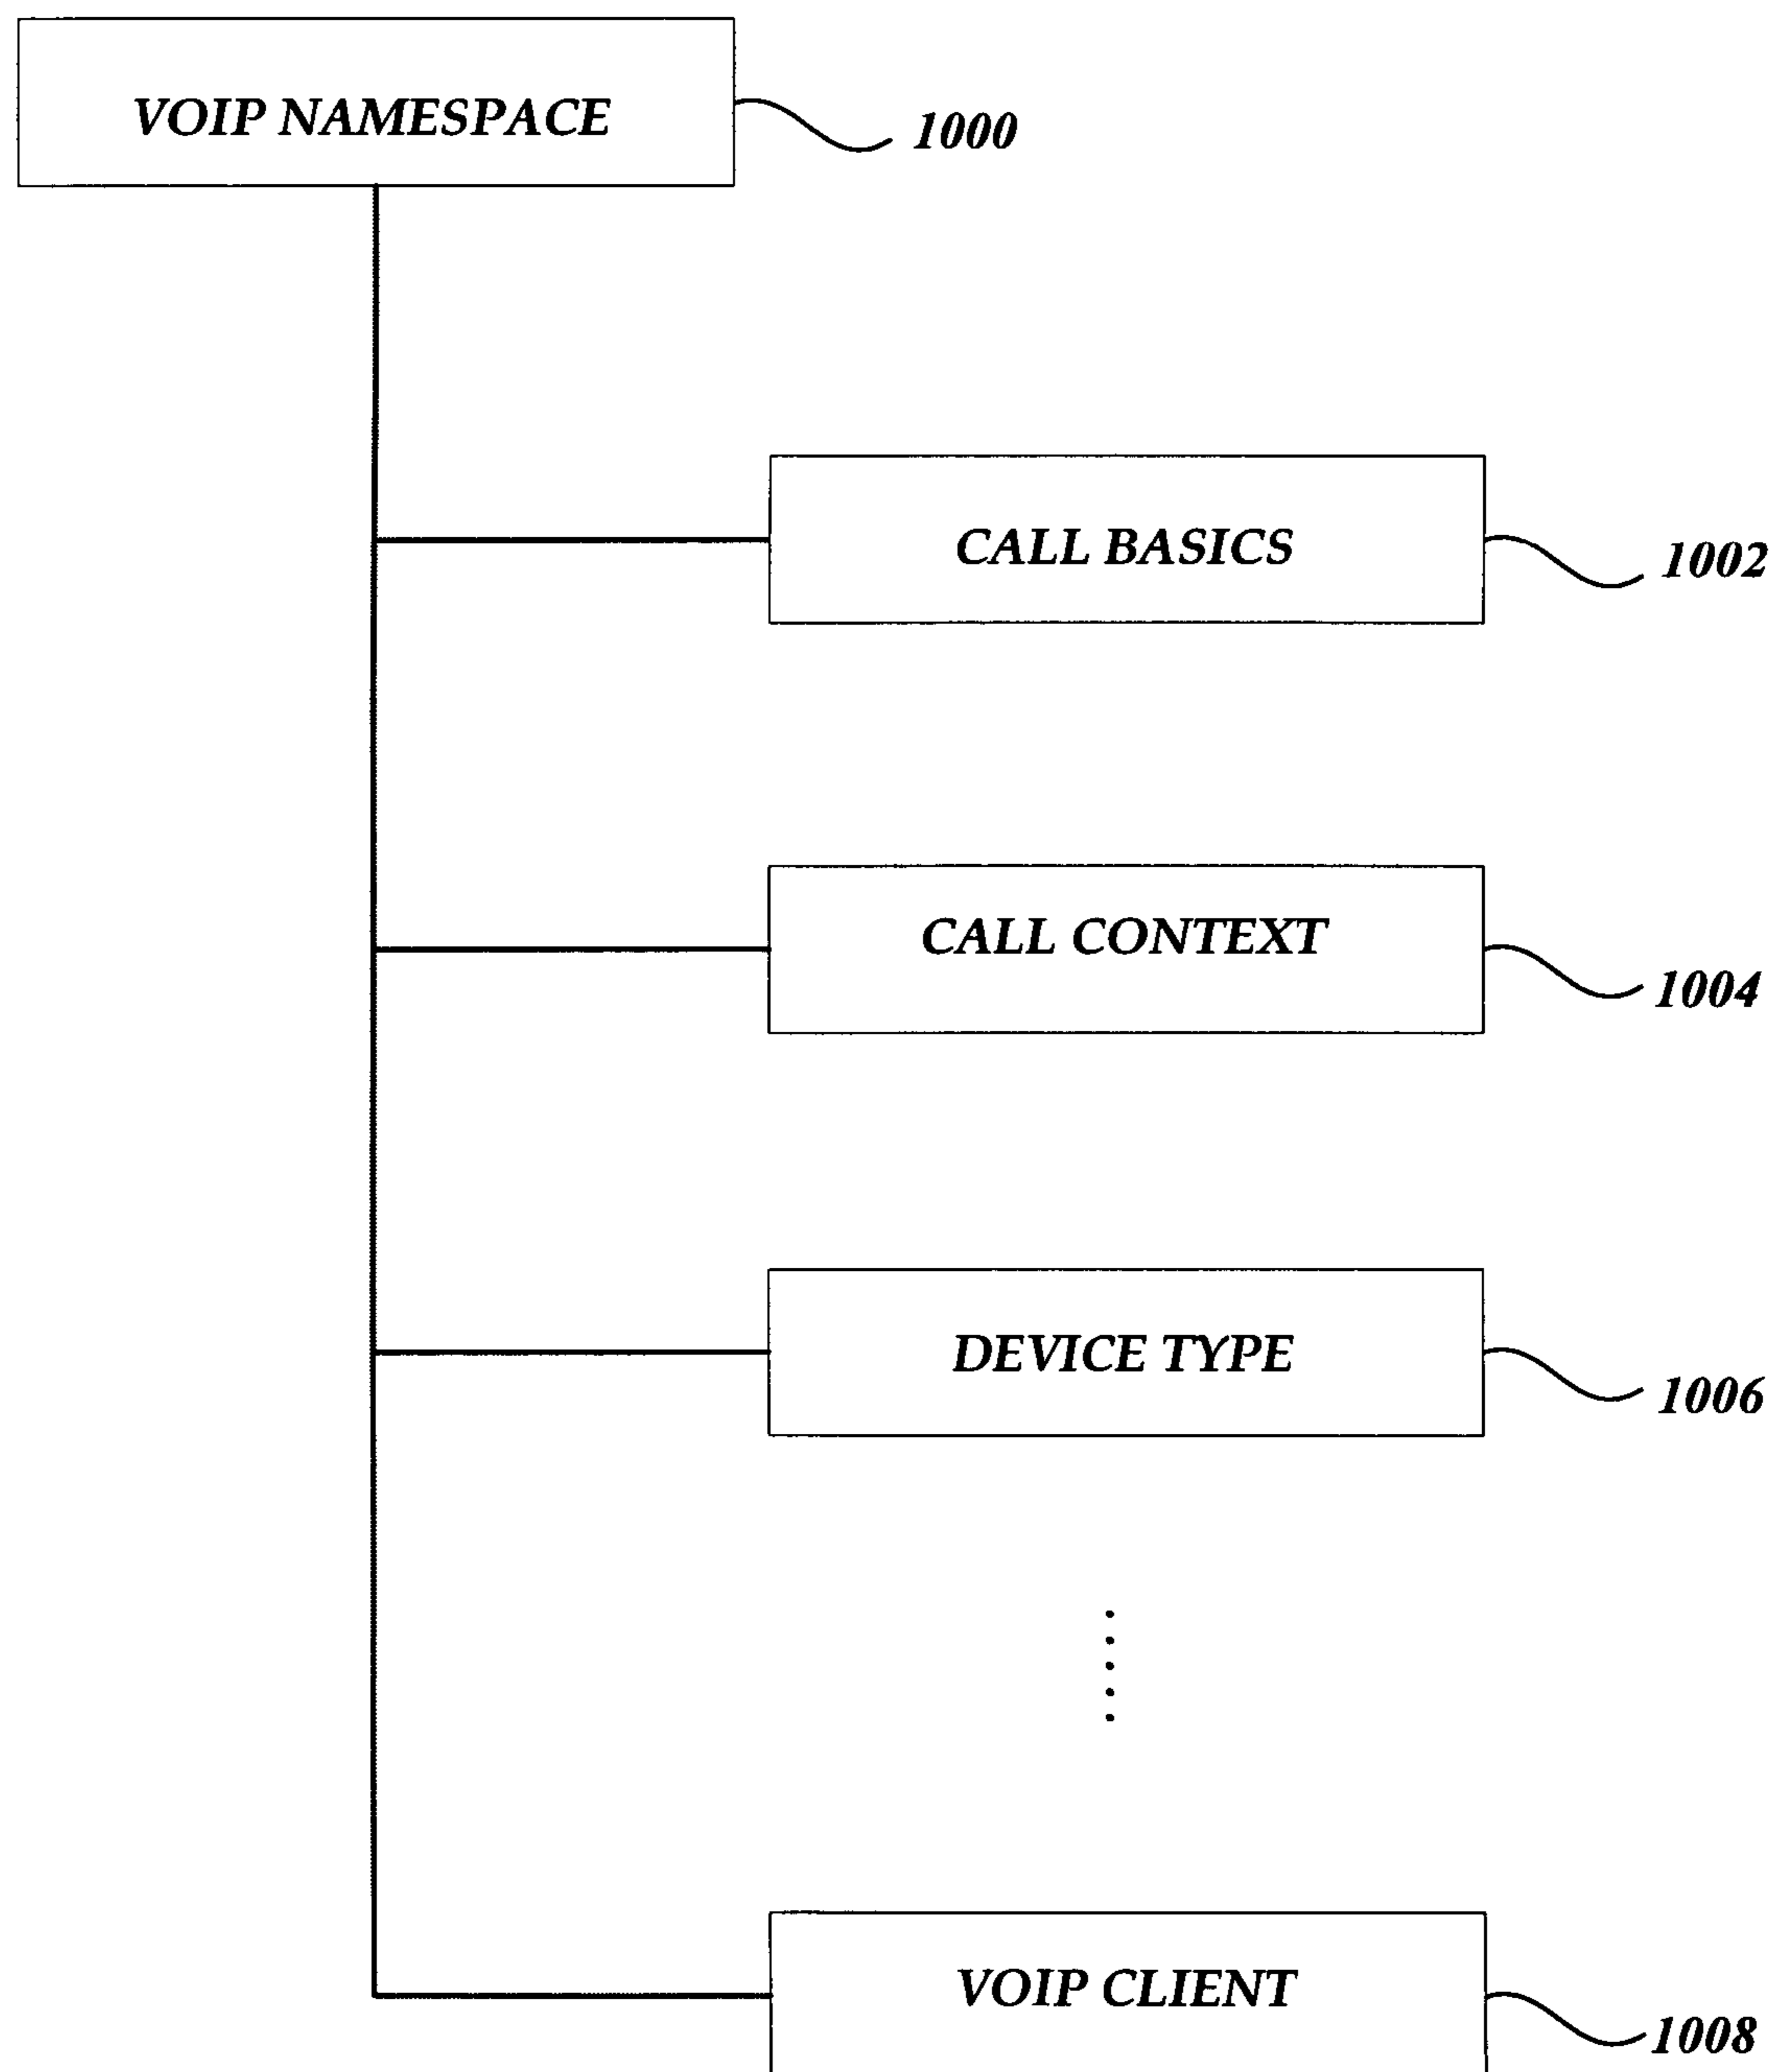 VOIP NAMESPACE
1000
CALL BASICS
1002
CALL CONTEXT
1004
DEVICE TYPE
1006
VOIP CLIENT
1008